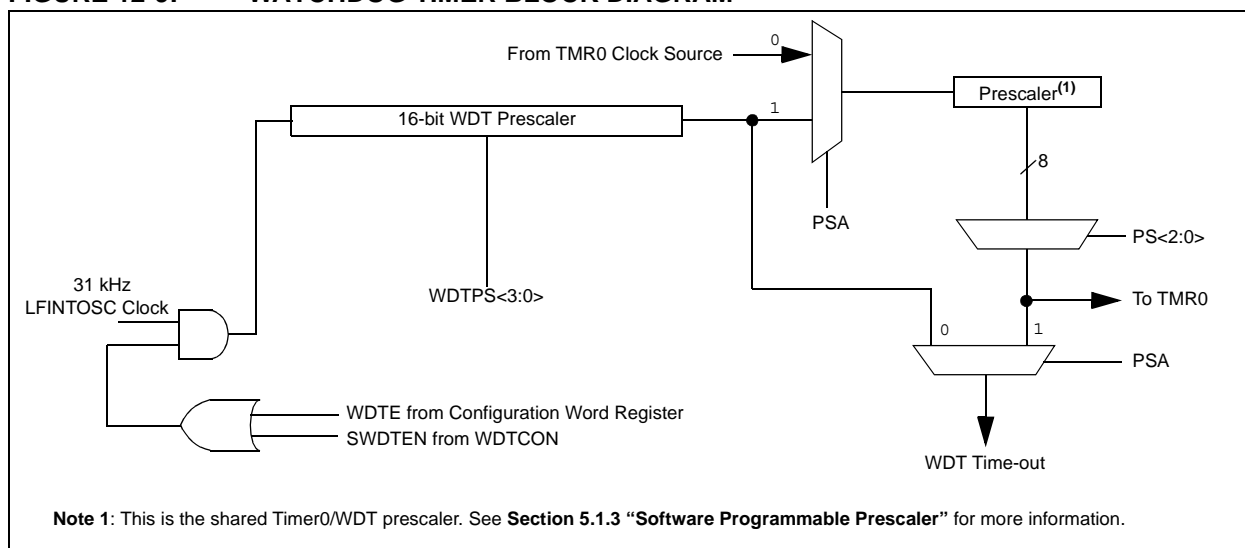 FIGURE 12-9: WATCHDOG TIMER BLOCK DIAGRAM
0
From TMR0 Clock Source
Prescaler(1)
1
16-bit WDT Prescaler
8
PSA
PS<2:0>
31 kHz
LFINTOSC Clock
WDTPS<3:0>
To TMR0
0 1
PSA
WDTE from Configuration Word Register
SWDTEN from WDTCON
WDT Time-out
Note 1: This is the shared Timer0/WDT prescaler. See Section 5.1.3 “Software Programmable Prescaler” for more information.